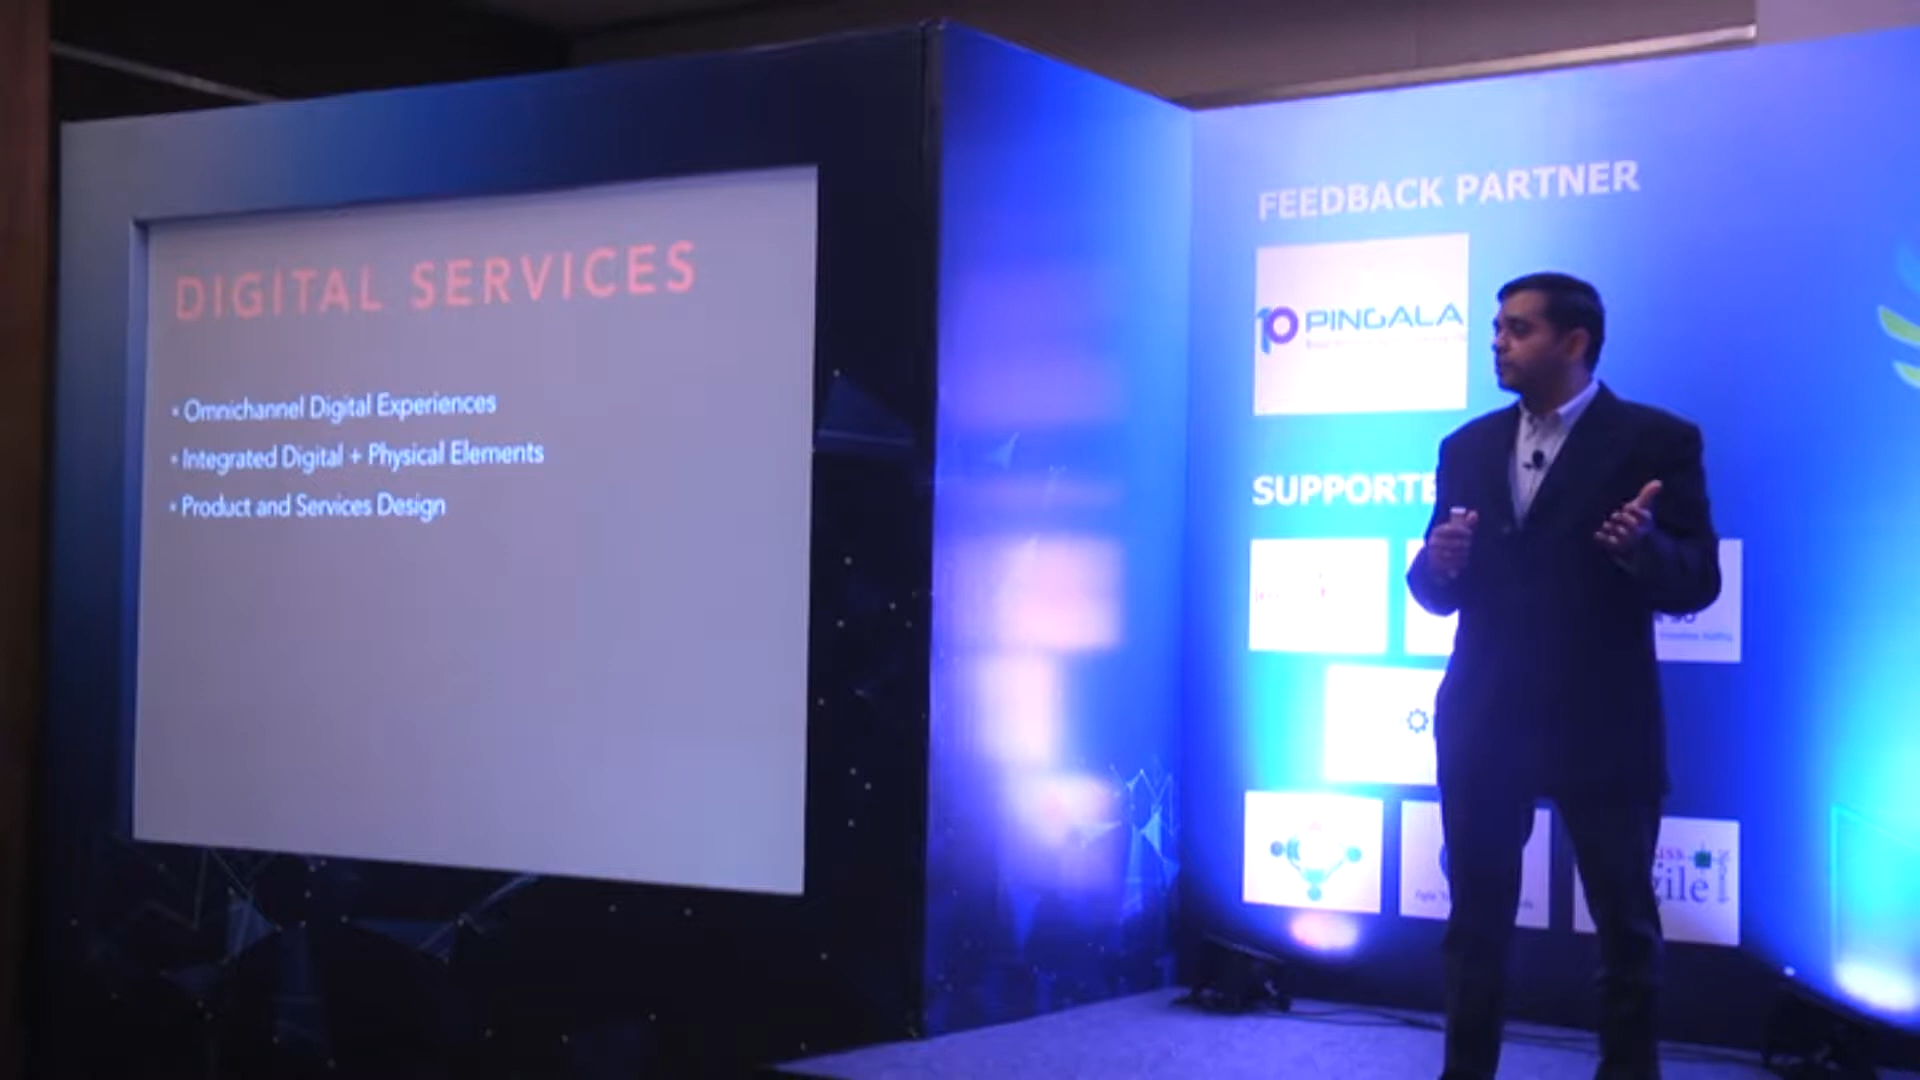 DIGITAL SERVICES
• Omnichannel Digital Experiences
• Integrated Digital + Physical Elements
• Product and Services Design
FEEDBACK PARTNER
PINGALA
SUPPORTE